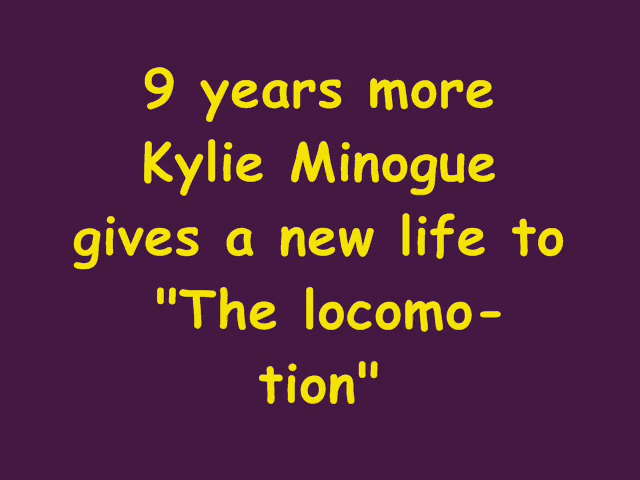 9 years more
Kylie Minogue
gives a new life to
"The locomo-
tion"